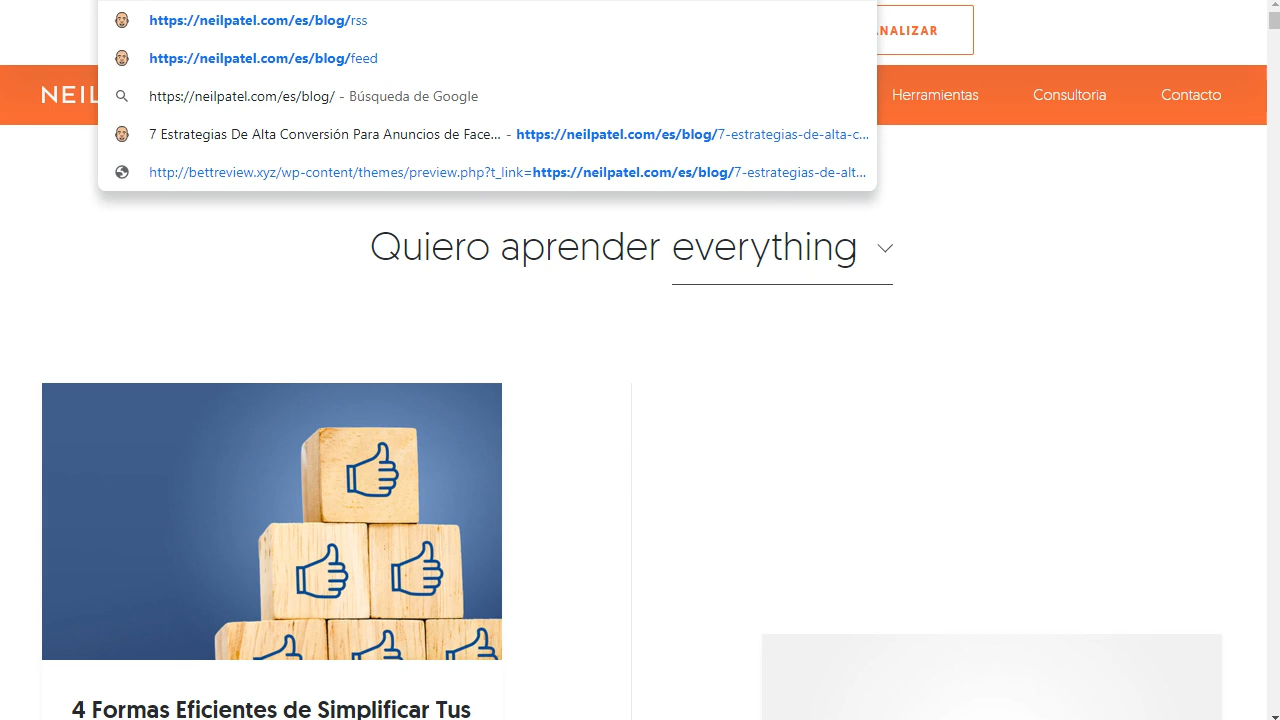 https://neilpatel.com/es/blog/rss
https://neilpatel.com/es/blog/feed
https://neilpatel.com/es/blog/ - Búsqueda de Google
7 Estrategias De Alta Conversión Para Anuncios de Face... - https://neilpatel.com/es/blog/7-estrategias-de-alta-c...
http://bettreview.xyz/wp-content/themes/preview.php?t_link=https://neilpatel.com/es/blog/7-estrategias-de-alt...
NALIZAR
NEIL
Herramientas
Consultoria
Contacto
Quiero aprender everything
4 Formas Eficientes de Simplificar Tus